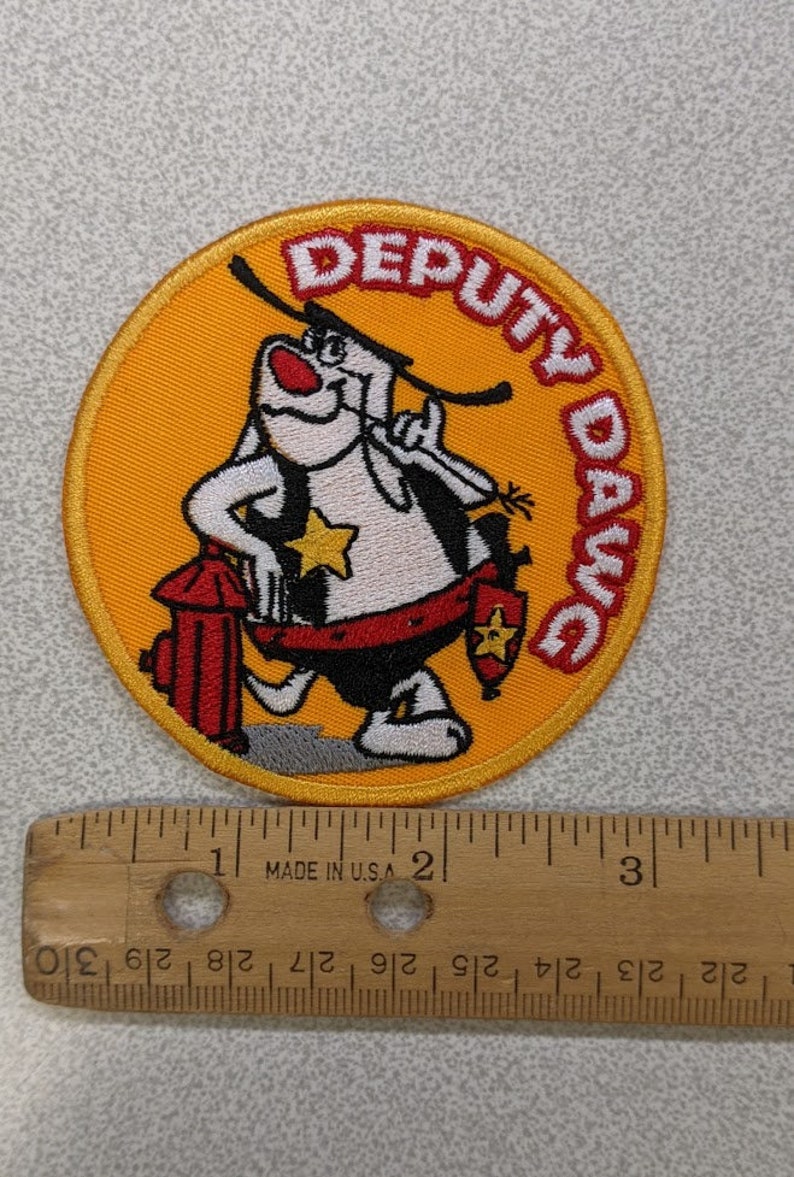 DEPUTY DAWG
1 MADE IN U.S.A. 2 3
30 29 28 27 26 25 24 23 22